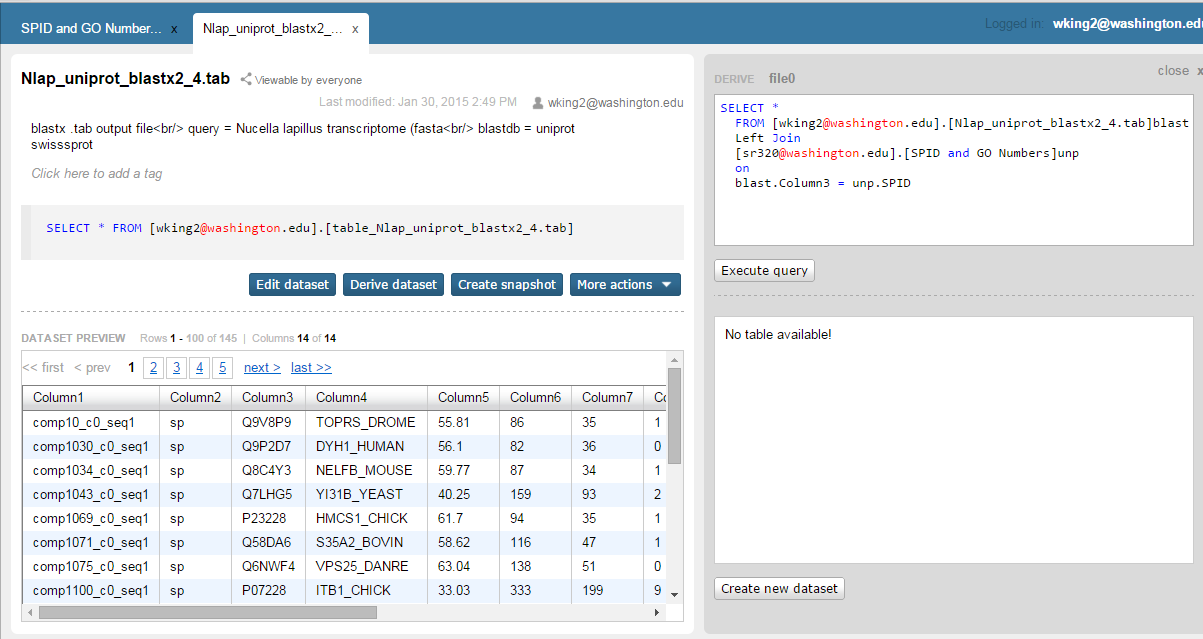 SPID and GO Number... x
Nlap_uniprot_blastx2_... x
Logged in: wking2@washington.edu
Nlap_uniprot_blastx2_4.tab Viewable by everyone
Last modified: Jan 30, 2015 2:49 PM wking2@washington.edu
blastx .tab output file<br/> query = Nucella lapillus transcriptome (fasta<br/> blastdb = uniprot
swisssprot
Click here to add a tag
SELECT * FROM [wking2@washington.edu].[table_Nlap_uniprot_blastx2_4.tab]
Edit dataset Derive dataset Create snapshot More actions
DATASET PREVIEW Rows 1 - 100 of 145 | Columns 14 of 14
<< first < prev 1 2 3 4 5 next > last >>
Column1 Column2 Column3 Column4 Column5 Column6 Column7 Co
comp10_c0_seq1 sp Q9V8P9 TOPRS_DROME 55.81 86 35 1
comp1030_c0_seq1 sp Q9P2D7 DYH1_HUMAN 56.1 82 36 0
comp1034_c0_seq1 sp Q8C4Y3 NELFB_MOUSE 59.77 87 34 1
comp1043_c0_seq1 sp Q7LHG5 YI31B_YEAST 40.25 159 93 2
comp1069_c0_seq1 sp P23228 HMCS1_CHICK 61.7 94 35 1
comp1071_c0_seq1 sp Q58DA6 S35A2_BOVIN 58.62 116 47 1
comp1075_c0_seq1 sp Q6NWF4 VPS25_DANRE 63.04 138 51 0
comp1100_c0_seq1 sp P07228 ITB1_CHICK 33.03 333 199 9
close x
DERIVE file0
SELECT *
FROM [wking2@washington.edu].[Nlap_uniprot_blastx2_4.tab]blast
Left Join
[sr320@washington.edu].[SPID and GO Numbers]unp
on
blast.Column3 = unp.SPID
Execute query
No table available!
Create new dataset